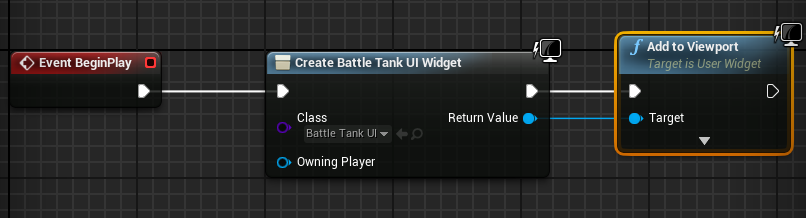 Event BeginPlay
Create Battle Tank UI Widget
Class
Battle Tank UI
Return Value
Owning Player
Add to Viewport
Target is User Widget
Target